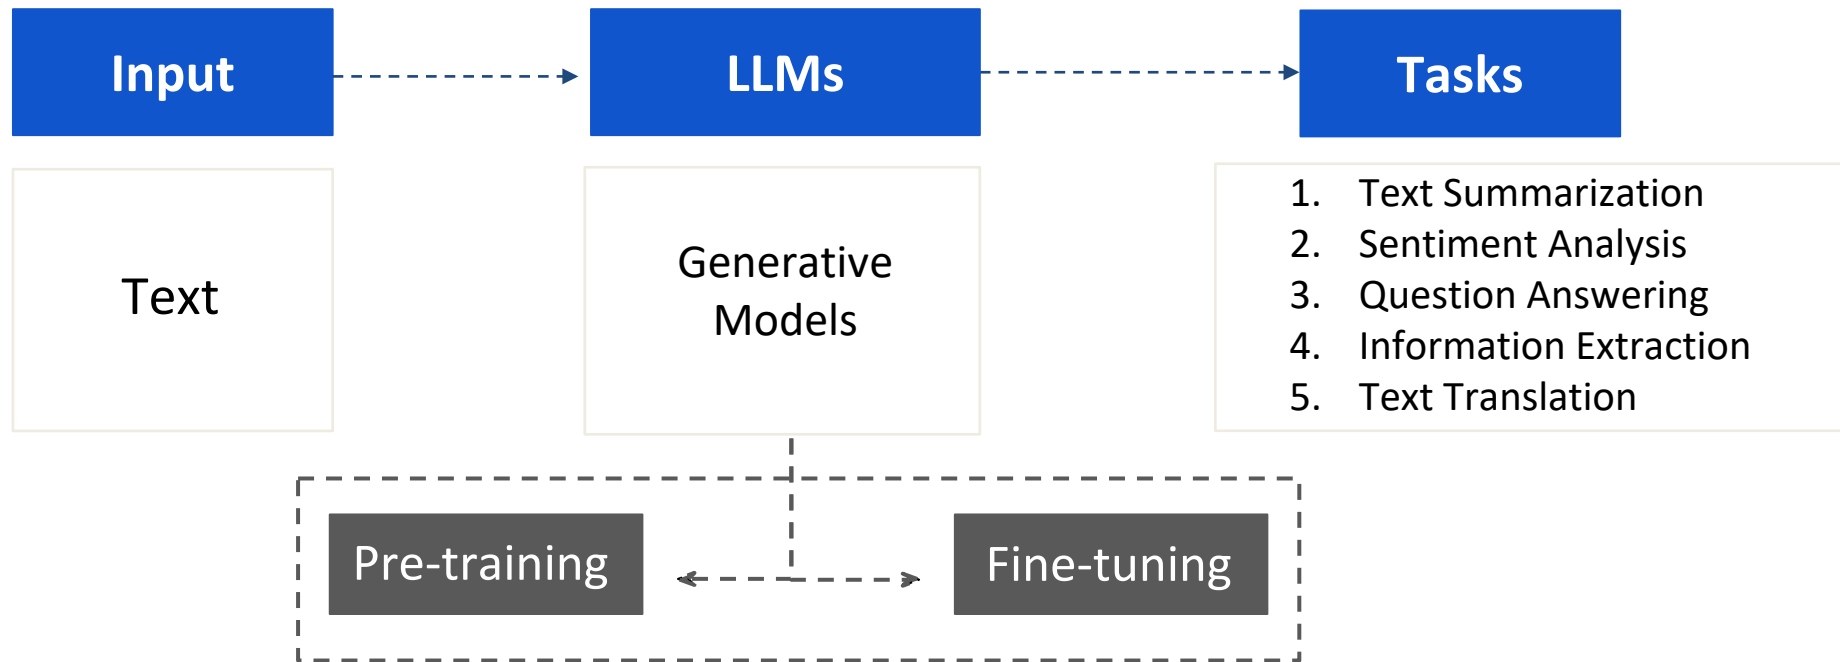 Input
LLMs
Tasks
Text
Generative
Models
1. Text Summarization
2. Sentiment Analysis
3. Question Answering
4. Information Extraction
5. Text Translation
Pre-training
Fine-tuning